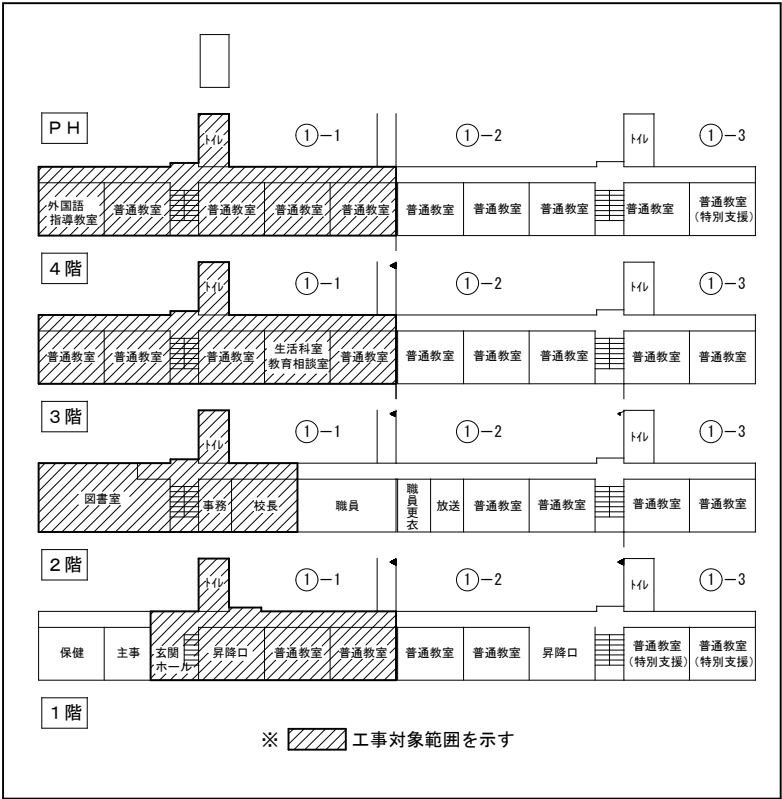 PH
トイレ ①-1 ①-2 トイレ ①-3
外国語
指導教室 普通教室 普通教室 普通教室 普通教室 普通教室 普通教室 普通教室 普通教室 普通教室
(特別支援)
4階
トイレ ①-1 ①-2 トイレ ①-3
普通教室 普通教室 普通教室 生活科室
教育相談室 普通教室 普通教室 普通教室 普通教室 普通教室 普通教室
3階
トイレ ①-1 ①-2 トイレ ①-3
図書室 事務 校長 職員 職員更衣 放送 普通教室 普通教室 普通教室 普通教室
2階
トイレ ①-1 ①-2 トイレ ①-3
保健 主事 玄関
ホール 昇降口 普通教室 普通教室 普通教室 普通教室 昇降口 普通教室
(特別支援) 普通教室
(特別支援)
1階
※ 工事対象範囲を示す